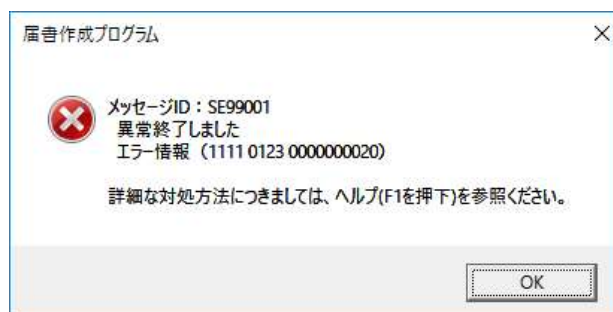 届書作成プログラム
メッセージID：SE99001
異常終了しました
エラー情報（1111 0123 0000000020）
詳細な対処方法につきましては、ヘルプ(F1を押下)を参照ください。
OK